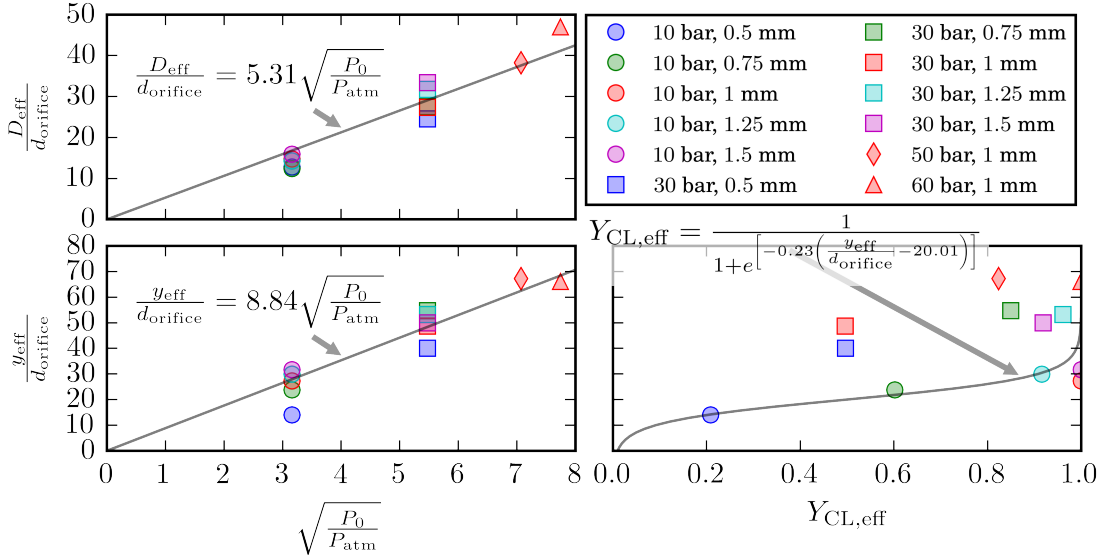 50
40
30
20
10
0
D_eff/d_orifice
D_eff/d_orifice = 5.31√(P_0/P_atm)
10 bar, 0.5 mm
10 bar, 0.75 mm
10 bar, 1 mm
10 bar, 1.25 mm
10 bar, 1.5 mm
30 bar, 0.5 mm
30 bar, 0.75 mm
30 bar, 1 mm
30 bar, 1.25 mm
30 bar, 1.5 mm
50 bar, 1 mm
60 bar, 1 mm
80
70
60
50
40
30
20
10
0
y_eff/d_orifice
y_eff/d_orifice = 8.84√(P_0/P_atm)
0 1 2 3 4 5 6 7 8
√(P_0/P_atm)
Y_CL,eff = 1/(1+e^[−0.23(y_eff/d_orifice −20.01)])
0.0 0.2 0.4 0.6 0.8 1.0
Y_CL,eff